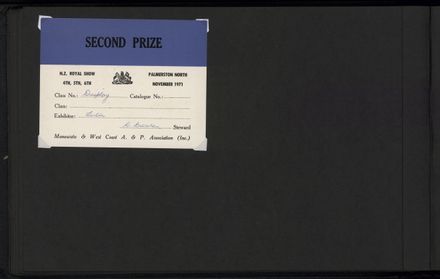 SECOND PRIZE
N.Z. ROYAL SHOW PALMERSTON NORTH
4TH, 5TH, 6TH NOVEMBER 1971
Class No.: Display Catalogue No.:
Class:
Exhibitor:
Steward
Manawatu & West Coast A. & P. Association (Inc.)